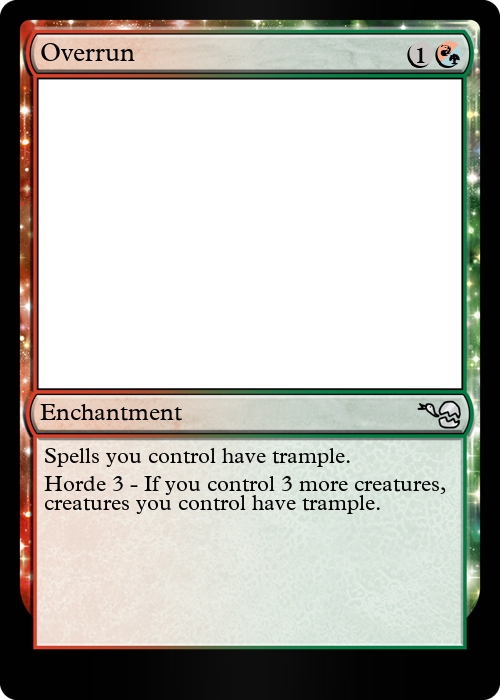 Overrun 1
Enchantment
Spells you control have trample.
Horde 3 - If you control 3 more creatures,
creatures you control have trample.